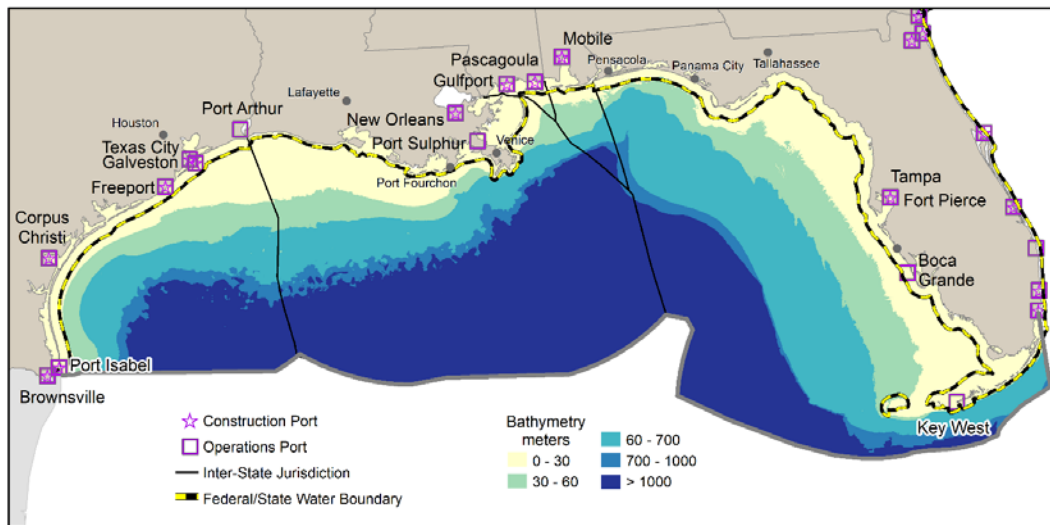 Mobile
Pascagoula
Pensacola
Tallahassee
Panama City
Gulfport
Lafayette
Port Arthur
New Orleans
Houston
Texas City
Port Sulphur
Venice
Galveston
Port Fourchon
Freeport
Tampa
Fort Pierce
Corpus
Christi
Boca
Grande
Port Isabel
Brownsville
Key West
Construction Port
Operations Port
Inter-State Jurisdiction
Federal/State Water Boundary
Bathymetry
meters
0 - 30
30 - 60
60 - 700
700 - 1000
> 1000